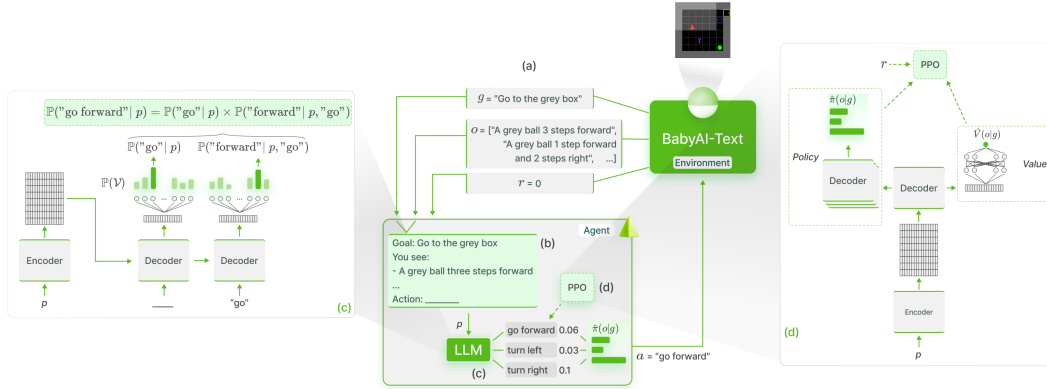 (a)
g = "Go to the grey box"
o = ["A grey ball 3 steps forward",
"A grey ball 1 step forward
and 2 steps right", ...]
r = 0
BabyAI-Text
Environment
Agent
Goal: Go to the grey box
You see:
- A grey ball three steps forward
...
Action: _______
(b)
PPO
(d)
p
LLM
(c)
go forward 0.06
turn left 0.03
turn right 0.1
π̂(o|g)
a = "go forward"
ℙ("go forward"| p) = ℙ("go"| p) × ℙ("forward"| p, "go")
ℙ("go"| p) ℙ("forward"| p, "go")
ℙ(𝒱)
... ...
Encoder Decoder Decoder
p ____ "go"
(c)
r PPO
π̂(o|g)
V̂(o|g)
Policy
Value
Decoder Decoder
Encoder
p
(d)